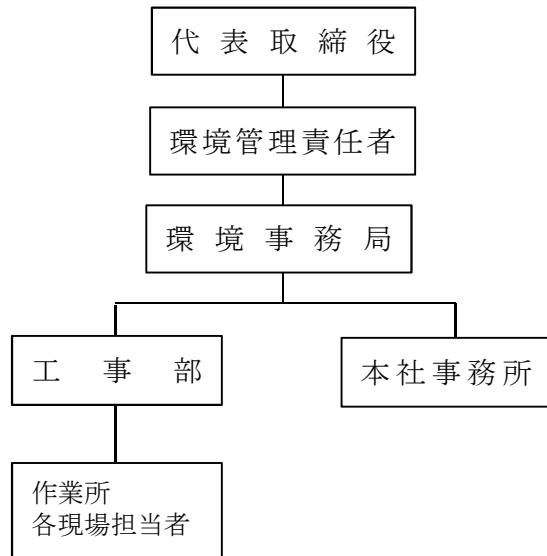 代表取締役
環境管理責任者
環境事務局
工事部
本社事務所
作業所
各現場担当者